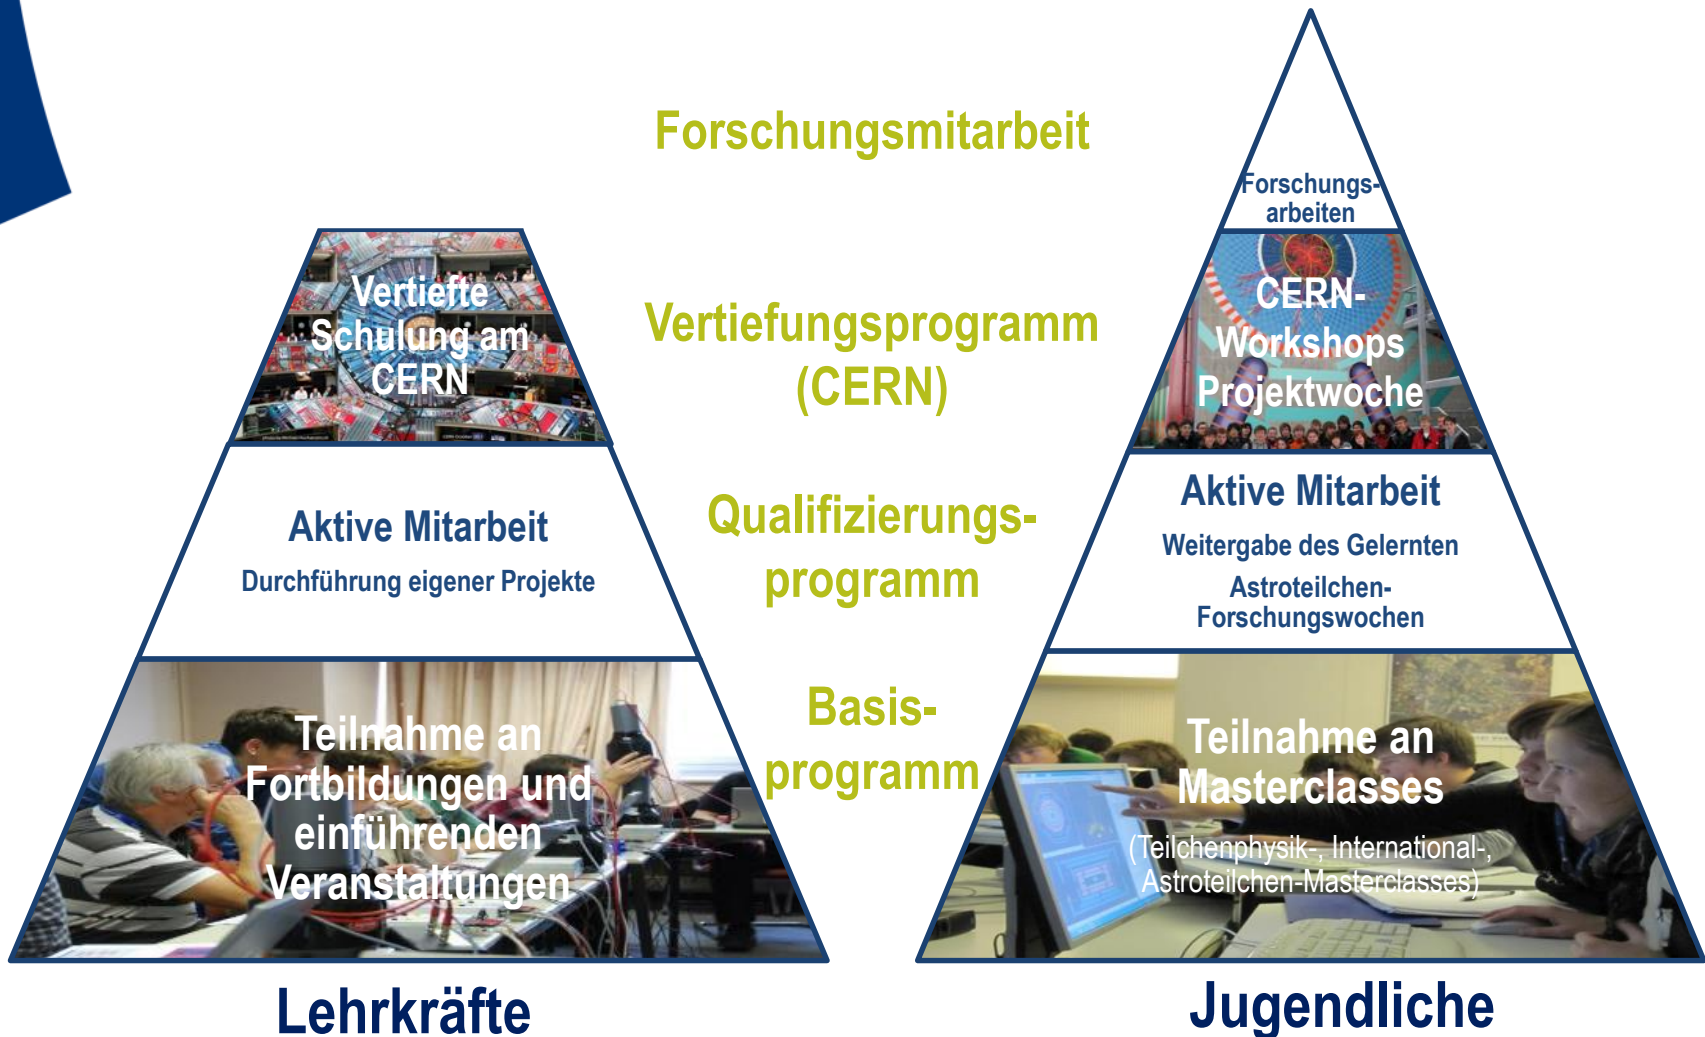 Forschungsmitarbeit
Vertiefungsprogramm
(CERN)
Qualifizierungs-
programm
Basis-
programm
Vertiefte
Schulung am
CERN
Aktive Mitarbeit
Durchführung eigener Projekte
Teilnahme an
Fortbildungen und
einführenden
Veranstaltungen
Lehrkräfte
Forschungs-
arbeiten
CERN-
Workshops
Projektwoche
Aktive Mitarbeit
Weitergabe des Gelernten
Astroteilchen-
Forschungswochen
Teilnahme an
Masterclasses
(Teilchenphysik-, International-,
Astroteilchen-Masterclasses)
Jugendliche